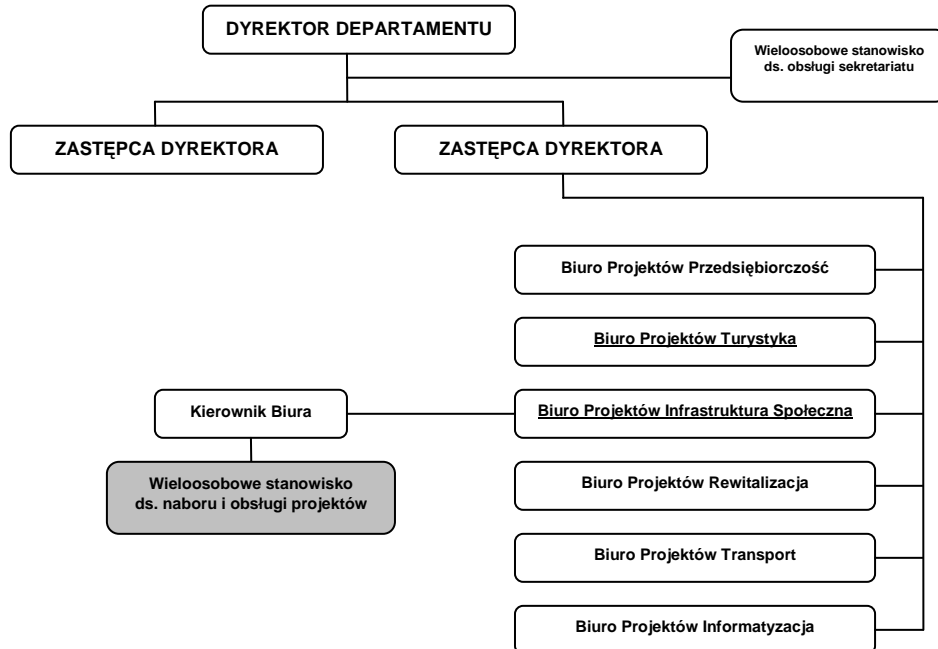 DYREKTOR DEPARTAMENTU
Wieloosobowe stanowisko
ds. obsługi sekretariatu
ZASTĘPCA DYREKTORA
ZASTĘPCA DYREKTORA
Biuro Projektów Przedsiębiorczość
Biuro Projektów Turystyka
Kierownik Biura
Biuro Projektów Infrastruktura Społeczna
Wieloosobowe stanowisko
ds. naboru i obsługi projektów
Biuro Projektów Rewitalizacja
Biuro Projektów Transport
Biuro Projektów Informatyzacja